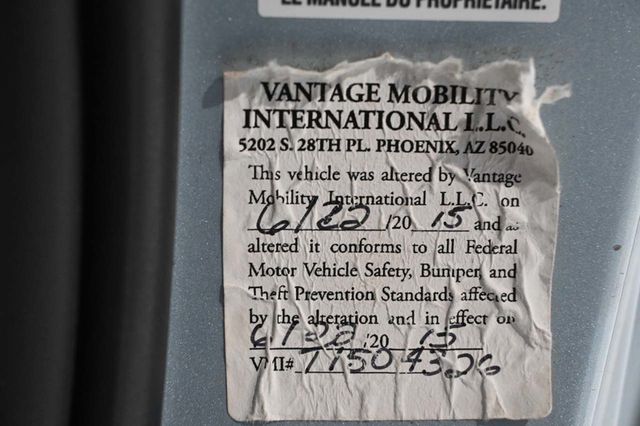 LE MANUEL DU PROPRIÉTAIRE.
VANTAGE MOBILITY
INTERNATIONAL L.L.C.
5202 S. 28TH PL. PHOENIX, AZ 85040
This vehicle was altered by Vantage
Mobility International L.L.C. on
6/22 /20 15 and as
altered it conforms to all Federal
Motor Vehicle Safety, Bumper, and
Theft Prevention Standards affected
by the alteration and in effect on
6/22 /20 15
VMI#